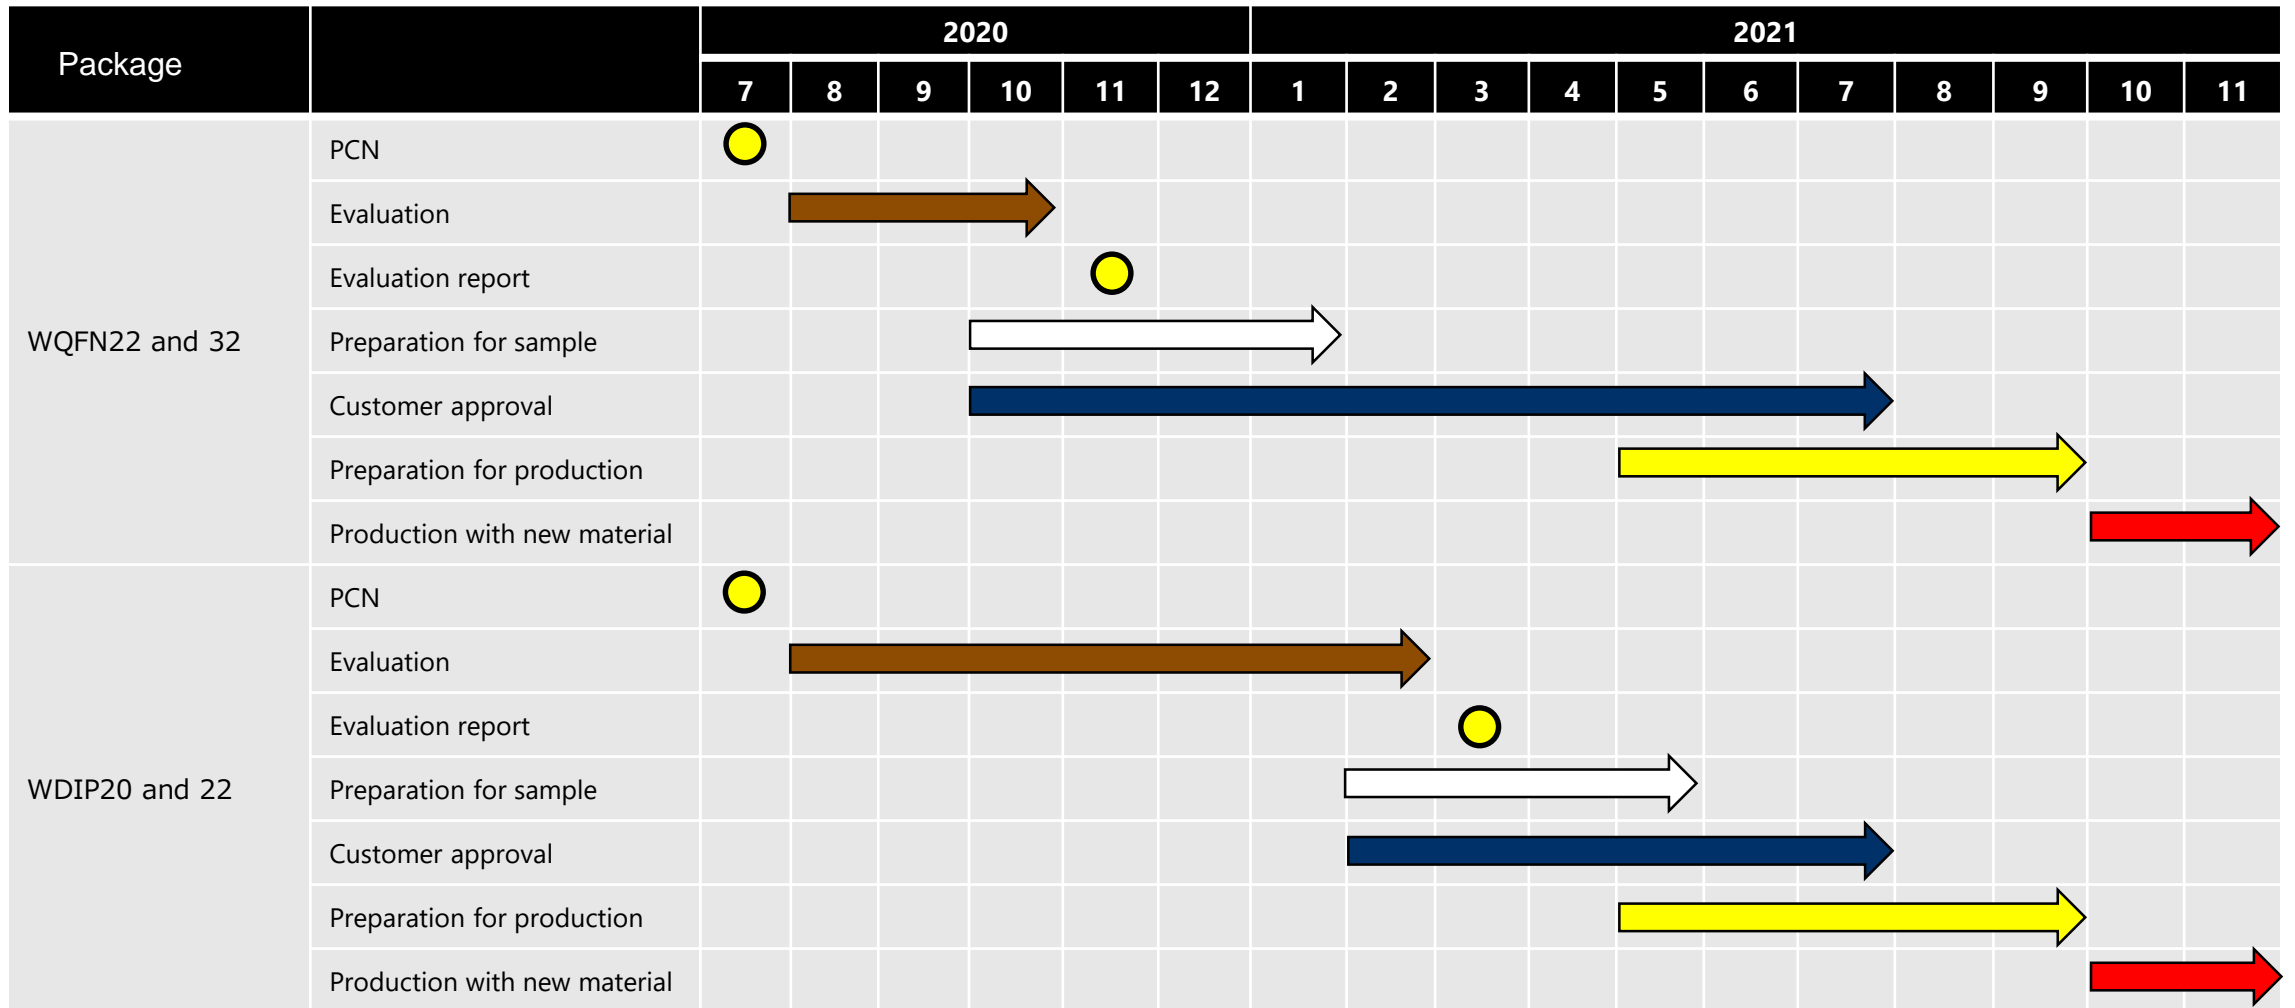 Package
2020
2021
7 8 9 10 11 12 1 2 3 4 5 6 7 8 9 10 11
WQFN22 and 32
PCN
Evaluation
Evaluation report
Preparation for sample
Customer approval
Preparation for production
Production with new material
WDIP20 and 22
PCN
Evaluation
Evaluation report
Preparation for sample
Customer approval
Preparation for production
Production with new material